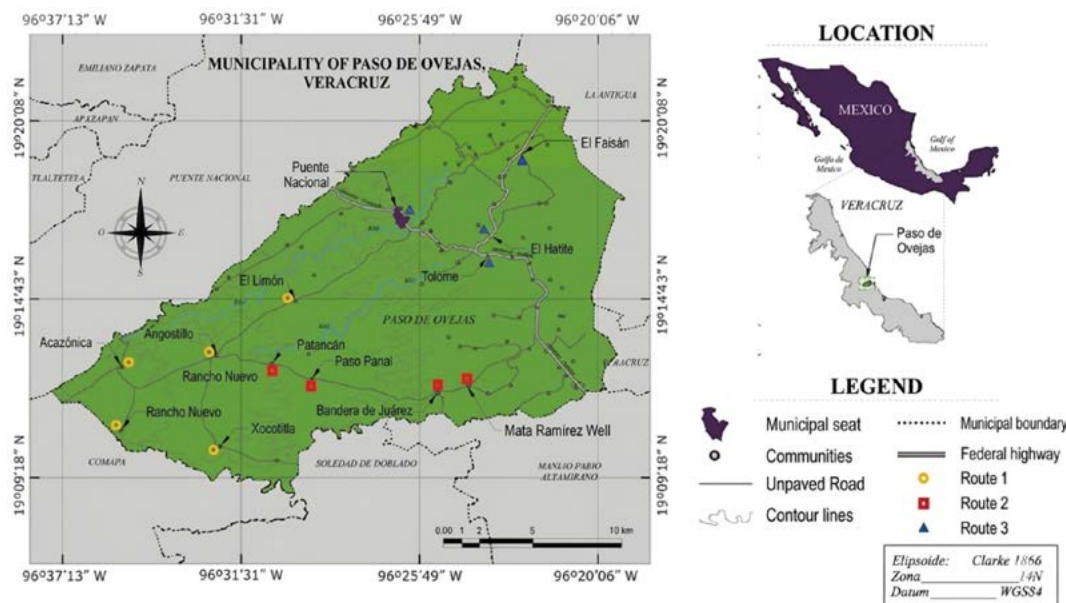 96º37'13" W
96º31'31" W
96º25'49" W
96º20'06" W
MUNICIPALITY OF PASO DE OVEJAS,
VERACRUZ
EMILIANO ZAPATA
APAZAPAN
TLALTETELA
PUENTE NACIONAL
LA ANTIGUA
19º20'08" N
19º20'08" N
El Faisán
Puente
Nacional
N
O
E
S
El Hatite
Tolome
El Limón
19º14'43" N
19º14'43" N
PASO DE OVEJAS
Acazónica
Angostillo
Patancán
Rancho Nuevo
Paso Panal
VERACRUZ
Rancho Nuevo
Xocotitla
Bandera de Juárez
Mata Ramírez Well
COMAPA
SOLEDAD DE DOBLADO
MANLIO FABIO
ALTAMIRANO
19º09'18" N
19º09'18" N
0.00 1 2 5 10 km
96º37'13" W
96º31'31" W
96º25'49" W
96º20'06" W
LOCATION
MEXICO
Golfo de
Mexico
Golf of
Mexico
VERACRUZ
Paso de
Ovejas
LEGEND
Municipal seat
Communities
Unpaved Road
Contour lines
Municipal boundary
Federal highway
Route 1
Route 2
Route 3
Elipsoide: Clarke 1866
Zona 14N
Datum WGS84